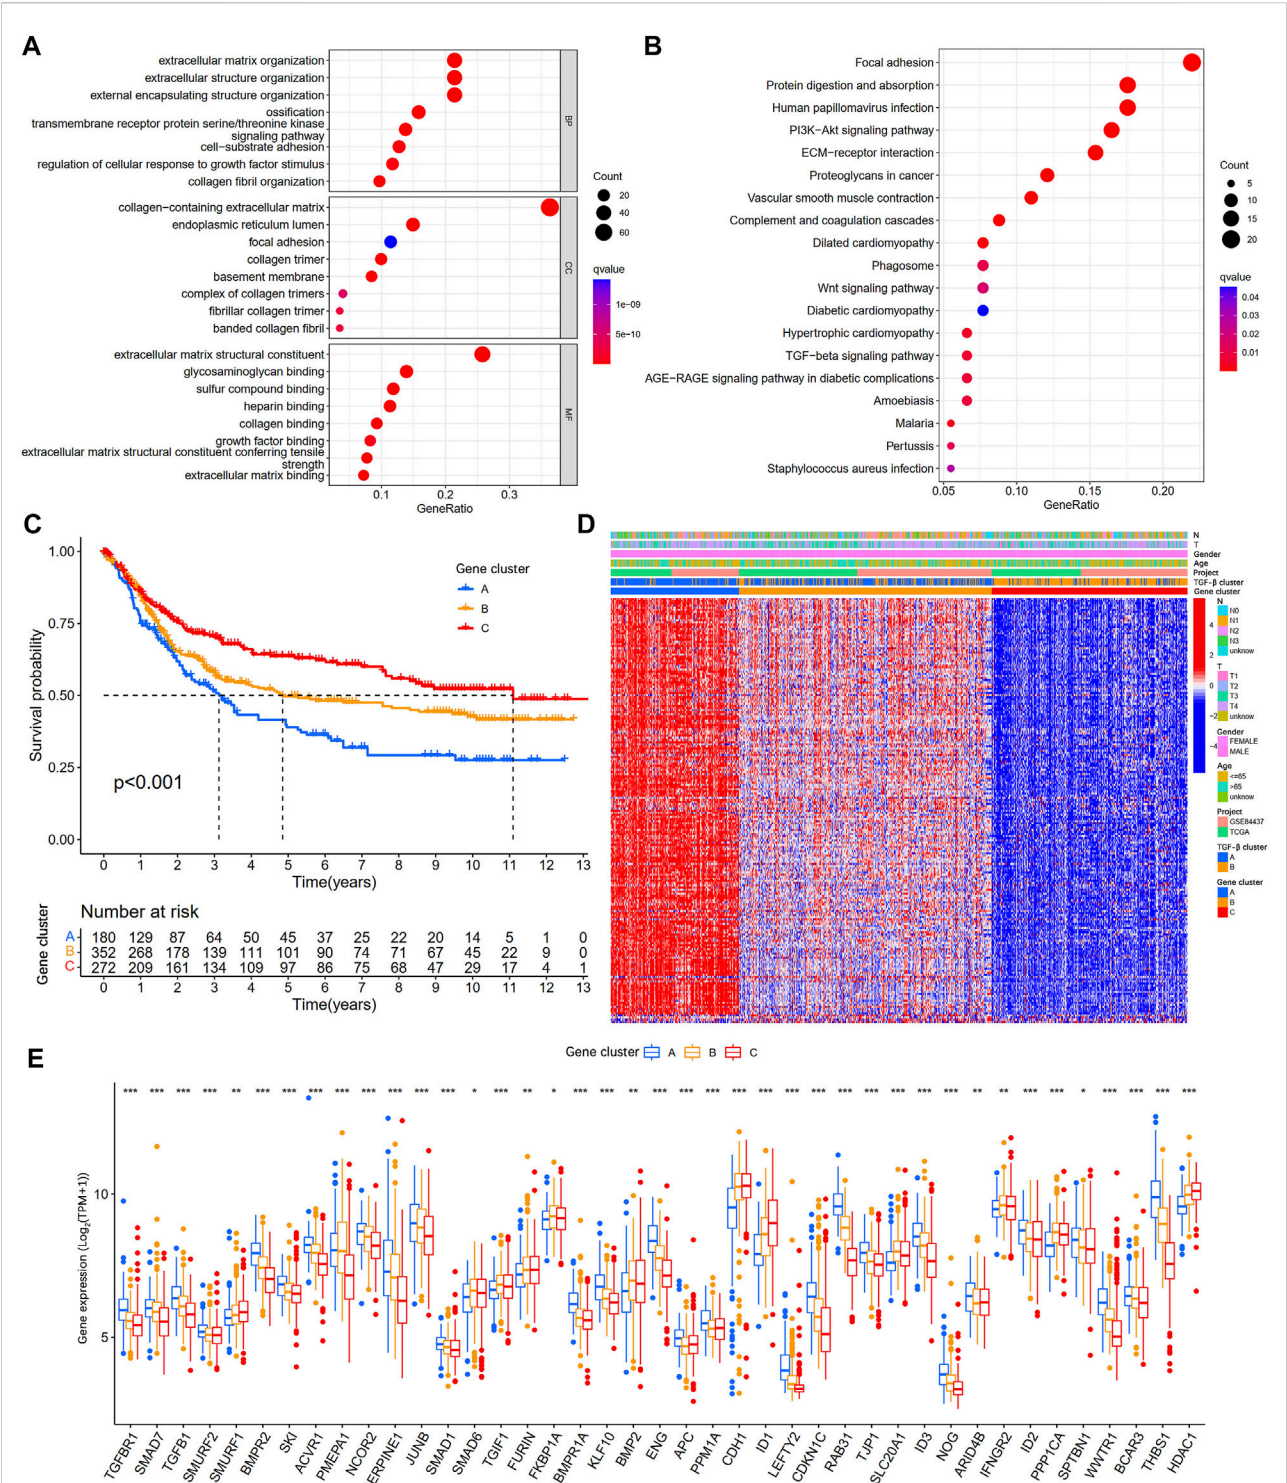 A
extracellular matrix organization
extracellular structure organization
external encapsulating structure organization
ossification
transmembrane receptor protein serine/threonine kinase
signaling pathway
cell-substrate adhesion
regulation of cellular response to growth factor stimulus
collagen fibril organization
BP
collagen-containing extracellular matrix
endoplasmic reticulum lumen
focal adhesion
collagen trimer
basement membrane
complex of collagen trimers
fibrillar collagen trimer
banded collagen fibril
CC
extracellular matrix structural constituent
glycosaminoglycan binding
sulfur compound binding
heparin binding
collagen binding
growth factor binding
extracellular matrix structural constituent conferring tensile
strength
extracellular matrix binding
MF
0.1 0.2 0.3
GeneRatio
Count
20
40
60
qvalue
1e-09
5e-10
B
Focal adhesion
Protein digestion and absorption
Human papillomavirus infection
PI3K-Akt signaling pathway
ECM-receptor interaction
Proteoglycans in cancer
Vascular smooth muscle contraction
Complement and coagulation cascades
Dilated cardiomyopathy
Phagosome
Wnt signaling pathway
Diabetic cardiomyopathy
Hypertrophic cardiomyopathy
TGF-beta signaling pathway
AGE-RAGE signaling pathway in diabetic complications
Amoebiasis
Malaria
Pertussis
Staphylococcus aureus infection
0.05 0.10 0.15 0.20
GeneRatio
Count
5
10
15
20
qvalue
0.04
0.03
0.02
0.01
C
Gene cluster
A
B
C
Survival probability
1.00
0.75
0.50
0.25
0.00
p<0.001
0 1 2 3 4 5 6 7 8 9 10 11 12 13
Time(years)
Number at risk
Gene cluster
A 180 129 87 64 50 45 37 25 22 20 14 5 1 0
B 352 268 178 139 111 101 90 74 71 67 45 22 9 0
C 272 209 161 134 109 97 86 75 68 47 29 17 4 1
0 1 2 3 4 5 6 7 8 9 10 11 12 13
Time(years)
D
N
T
Gender
Age
Project
TGF-β cluster
Gene cluster
4
2
0
−2
−4
N
N0
N1
N2
N3
unknow
T
T1
T2
T3
T4
unknow
Gender
FEMALE
MALE
Age
<=65
>65
unknow
Project
GSE84437
TCGA
TGF-β cluster
A
B
Gene cluster
A
B
C
E
Gene cluster A B C
*** *** *** *** ** *** *** *** *** *** *** *** *** * *** ** * *** *** ** *** *** *** *** *** *** *** *** *** *** *** *** ** ** *** *** * *** *** *** ***
Gene expression (Log2(TPM+1))
10
5
TGFBR1
SMAD7
TGFB1
SMURF2
SMURF1
BMPR2
SKI
ACVR1
PMEPA1
NCOR2
ERPINE1
JUNB
SMAD1
SMAD6
TGIF1
FURIN
FKBP1A
BMPR1A
KLF10
BMP2
ENG
APC
PPM1A
CDH1
ID1
LEFTY2
CDKN1C
RAB31
TJP1
SLC20A1
ID3
NOG
ARID4B
IFNGR2
ID2
PPP1CA
SPTBN1
WWTR1
BCAR3
THBS1
HDAC1